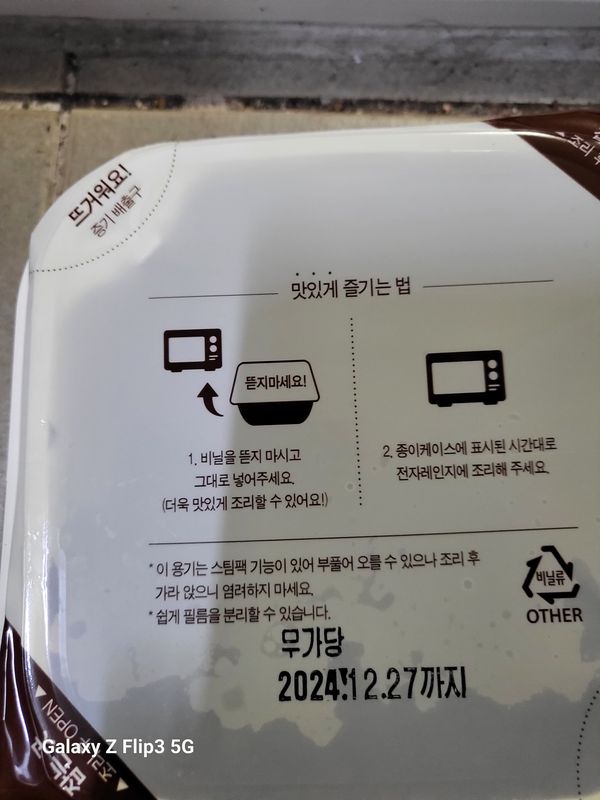 뜨거워요!
증기 배출구
조리
맛있게 즐기는 법
뜯지마세요!
1. 비닐을 뜯지 마시고
그대로 넣어주세요.
(더욱 맛있게 조리할 수 있어요!)
2. 종이케이스에 표시된 시간대로
전자레인지에 조리해 주세요.
* 이 용기는 스팀팩 기능이 있어 부풀어 오를 수 있으나 조리 후
가라 앉으니 염려하지 마세요.
* 쉽게 필름을 분리할 수 있습니다.
비닐류
OTHER
무가당
2024.12.27까지
OPEN
Galaxy Z Flip3 5G